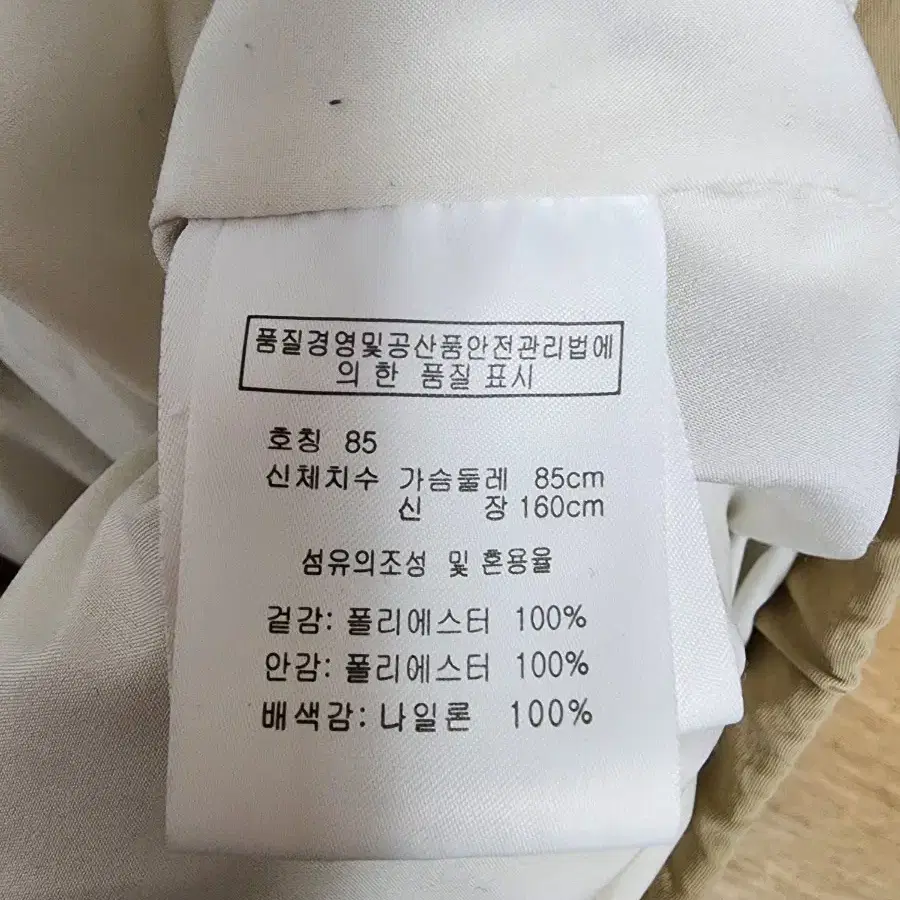 품질경영및공산품안전관리법에
의 한 품질 표시
호칭 85
신체치수 가슴둘레 85cm
신 장 160cm
섬유의조성 및 혼용율
겉감: 폴리에스터 100%
안감: 폴리에스터 100%
배색감: 나일론 100%